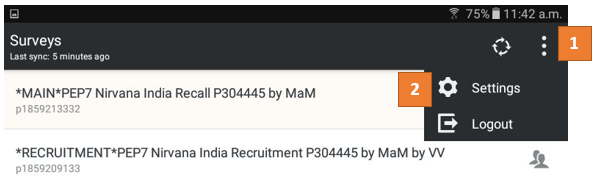 75% 11:42 a.m.
Surveys
Last sync: 5 minutes ago
1
2
Settings
Logout
*MAIN*PEP7 Nirvana India Recall P304445 by MaM
p1859213332
*RECRUITMENT*PEP7 Nirvana India Recruitment P304445 by MaM by VV
p1859209133